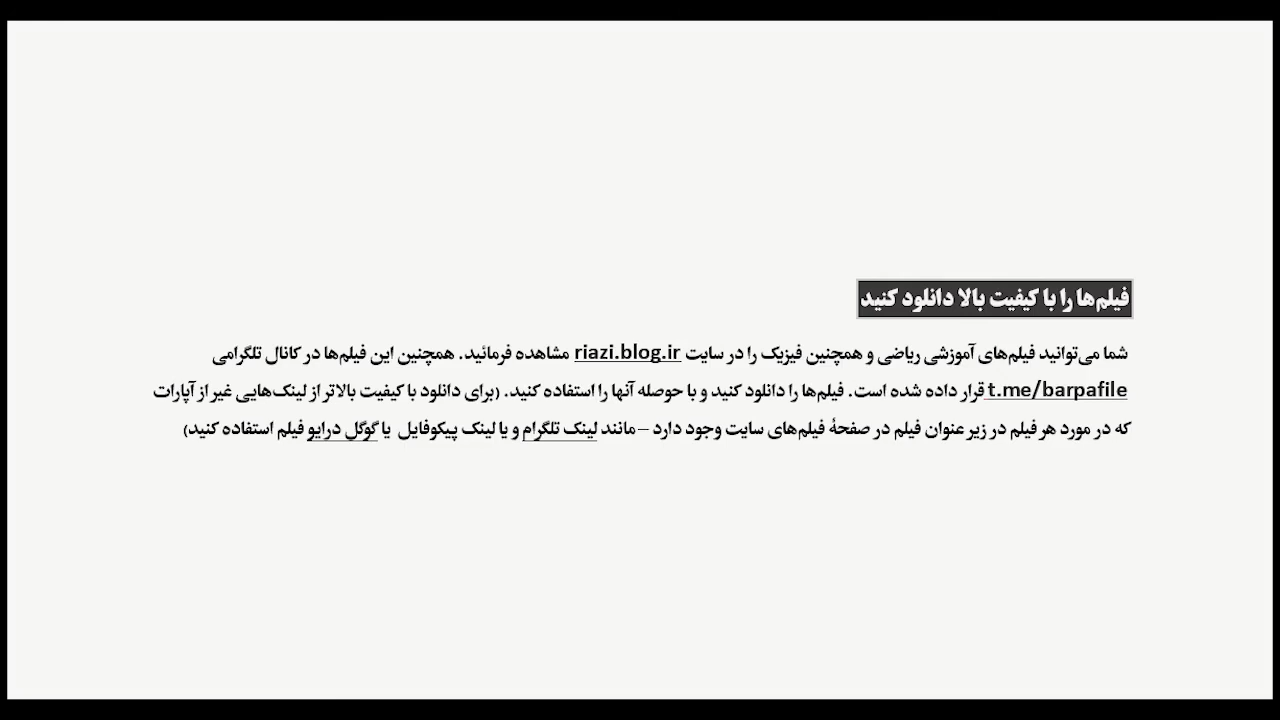 فیلم‌ها را با کیفیت بالا دانلود کنید
شما می‌توانید فیلم‌های آموزشی ریاضی و همچنین فیزیک را در سایت riazi.blog.ir مشاهده فرمائید. همچنین این فیلم‌ها در کانال تلگرامی
t.me/barpafile قرار داده شده است. فیلم‌ها را دانلود کنید و با حوصله آنها را استفاده کنید. (برای دانلود با کیفیت بالاتر از لینک‌هایی غیر از آپارات
که در مورد هر فیلم در زیر عنوان فیلم در صفحهٔ فیلم‌های سایت وجود دارد – مانند لینک تلگرام و یا لینک پیکوفایل یا گوگل درایو فیلم استفاده کنید)